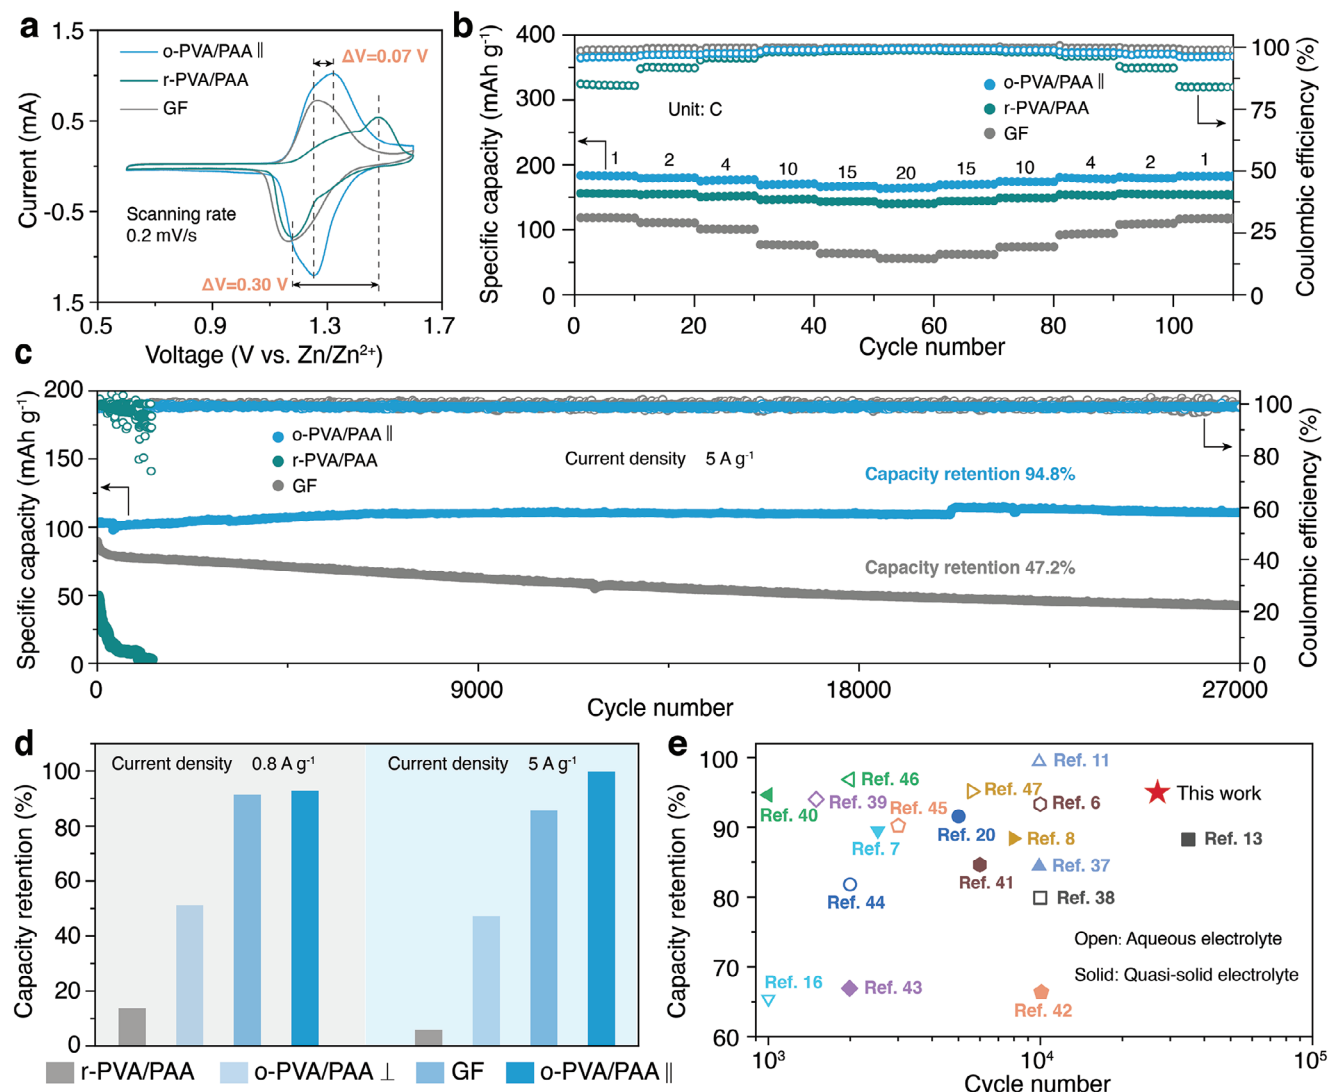 a
1.5
0.5
-0.5
1.5
Current (mA)
o-PVA/PAA ∥
r-PVA/PAA
GF
ΔV=0.07 V
Scanning rate
0.2 mV/s
ΔV=0.30 V
0.5 0.9 1.3 1.7
Voltage (V vs. Zn/Zn²⁺)
b
400
300
200
100
0
Specific capacity (mAh g⁻¹)
Unit: C
o-PVA/PAA ∥
r-PVA/PAA
GF
1 2 4 10 15 20 15 10 4 2 1
100
75
50
25
0
Coulombic efficiency (%)
0 20 40 60 80 100
Cycle number
c
200
150
100
50
0
Specific capacity (mAh g⁻¹)
o-PVA/PAA ∥
r-PVA/PAA
GF
Current density 5 A g⁻¹
Capacity retention 94.8%
Capacity retention 47.2%
100
80
60
40
20
0
Coulombic efficiency (%)
0 9000 18000 27000
Cycle number
d
100
80
60
40
20
0
Capacity retention (%)
Current density 0.8 A g⁻¹
Current density 5 A g⁻¹
r-PVA/PAA o-PVA/PAA ⊥ GF o-PVA/PAA ∥
e
100
90
80
70
60
Capacity retention (%)
Ref. 11
Ref. 46
Ref. 47
This work
Ref. 40
Ref. 39
Ref. 45
Ref. 6
Ref. 7
Ref. 20
Ref. 8
Ref. 13
Ref. 41
Ref. 37
Ref. 44
Ref. 38
Open: Aqueous electrolyte
Solid: Quasi-solid electrolyte
Ref. 16
Ref. 43
Ref. 42
10³ 10⁴ 10⁵
Cycle number